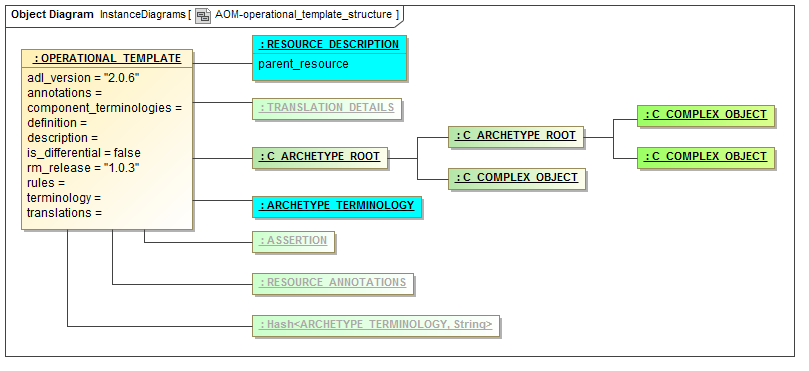 Object Diagram InstanceDiagrams [ AOM-operational_template_structure ]
: OPERATIONAL_TEMPLATE
adl_version = "2.0.6"
annotations =
component_terminologies =
definition =
description =
is_differential = false
rm_release = "1.0.3"
rules =
terminology =
translations =
: RESOURCE_DESCRIPTION
parent_resource
: TRANSLATION_DETAILS
: C_ARCHETYPE_ROOT
: C_ARCHETYPE_ROOT
: C_COMPLEX_OBJECT
: C_COMPLEX_OBJECT
: C_COMPLEX_OBJECT
: ARCHETYPE_TERMINOLOGY
: ASSERTION
: RESOURCE_ANNOTATIONS
: Hash<ARCHETYPE_TERMINOLOGY, String>